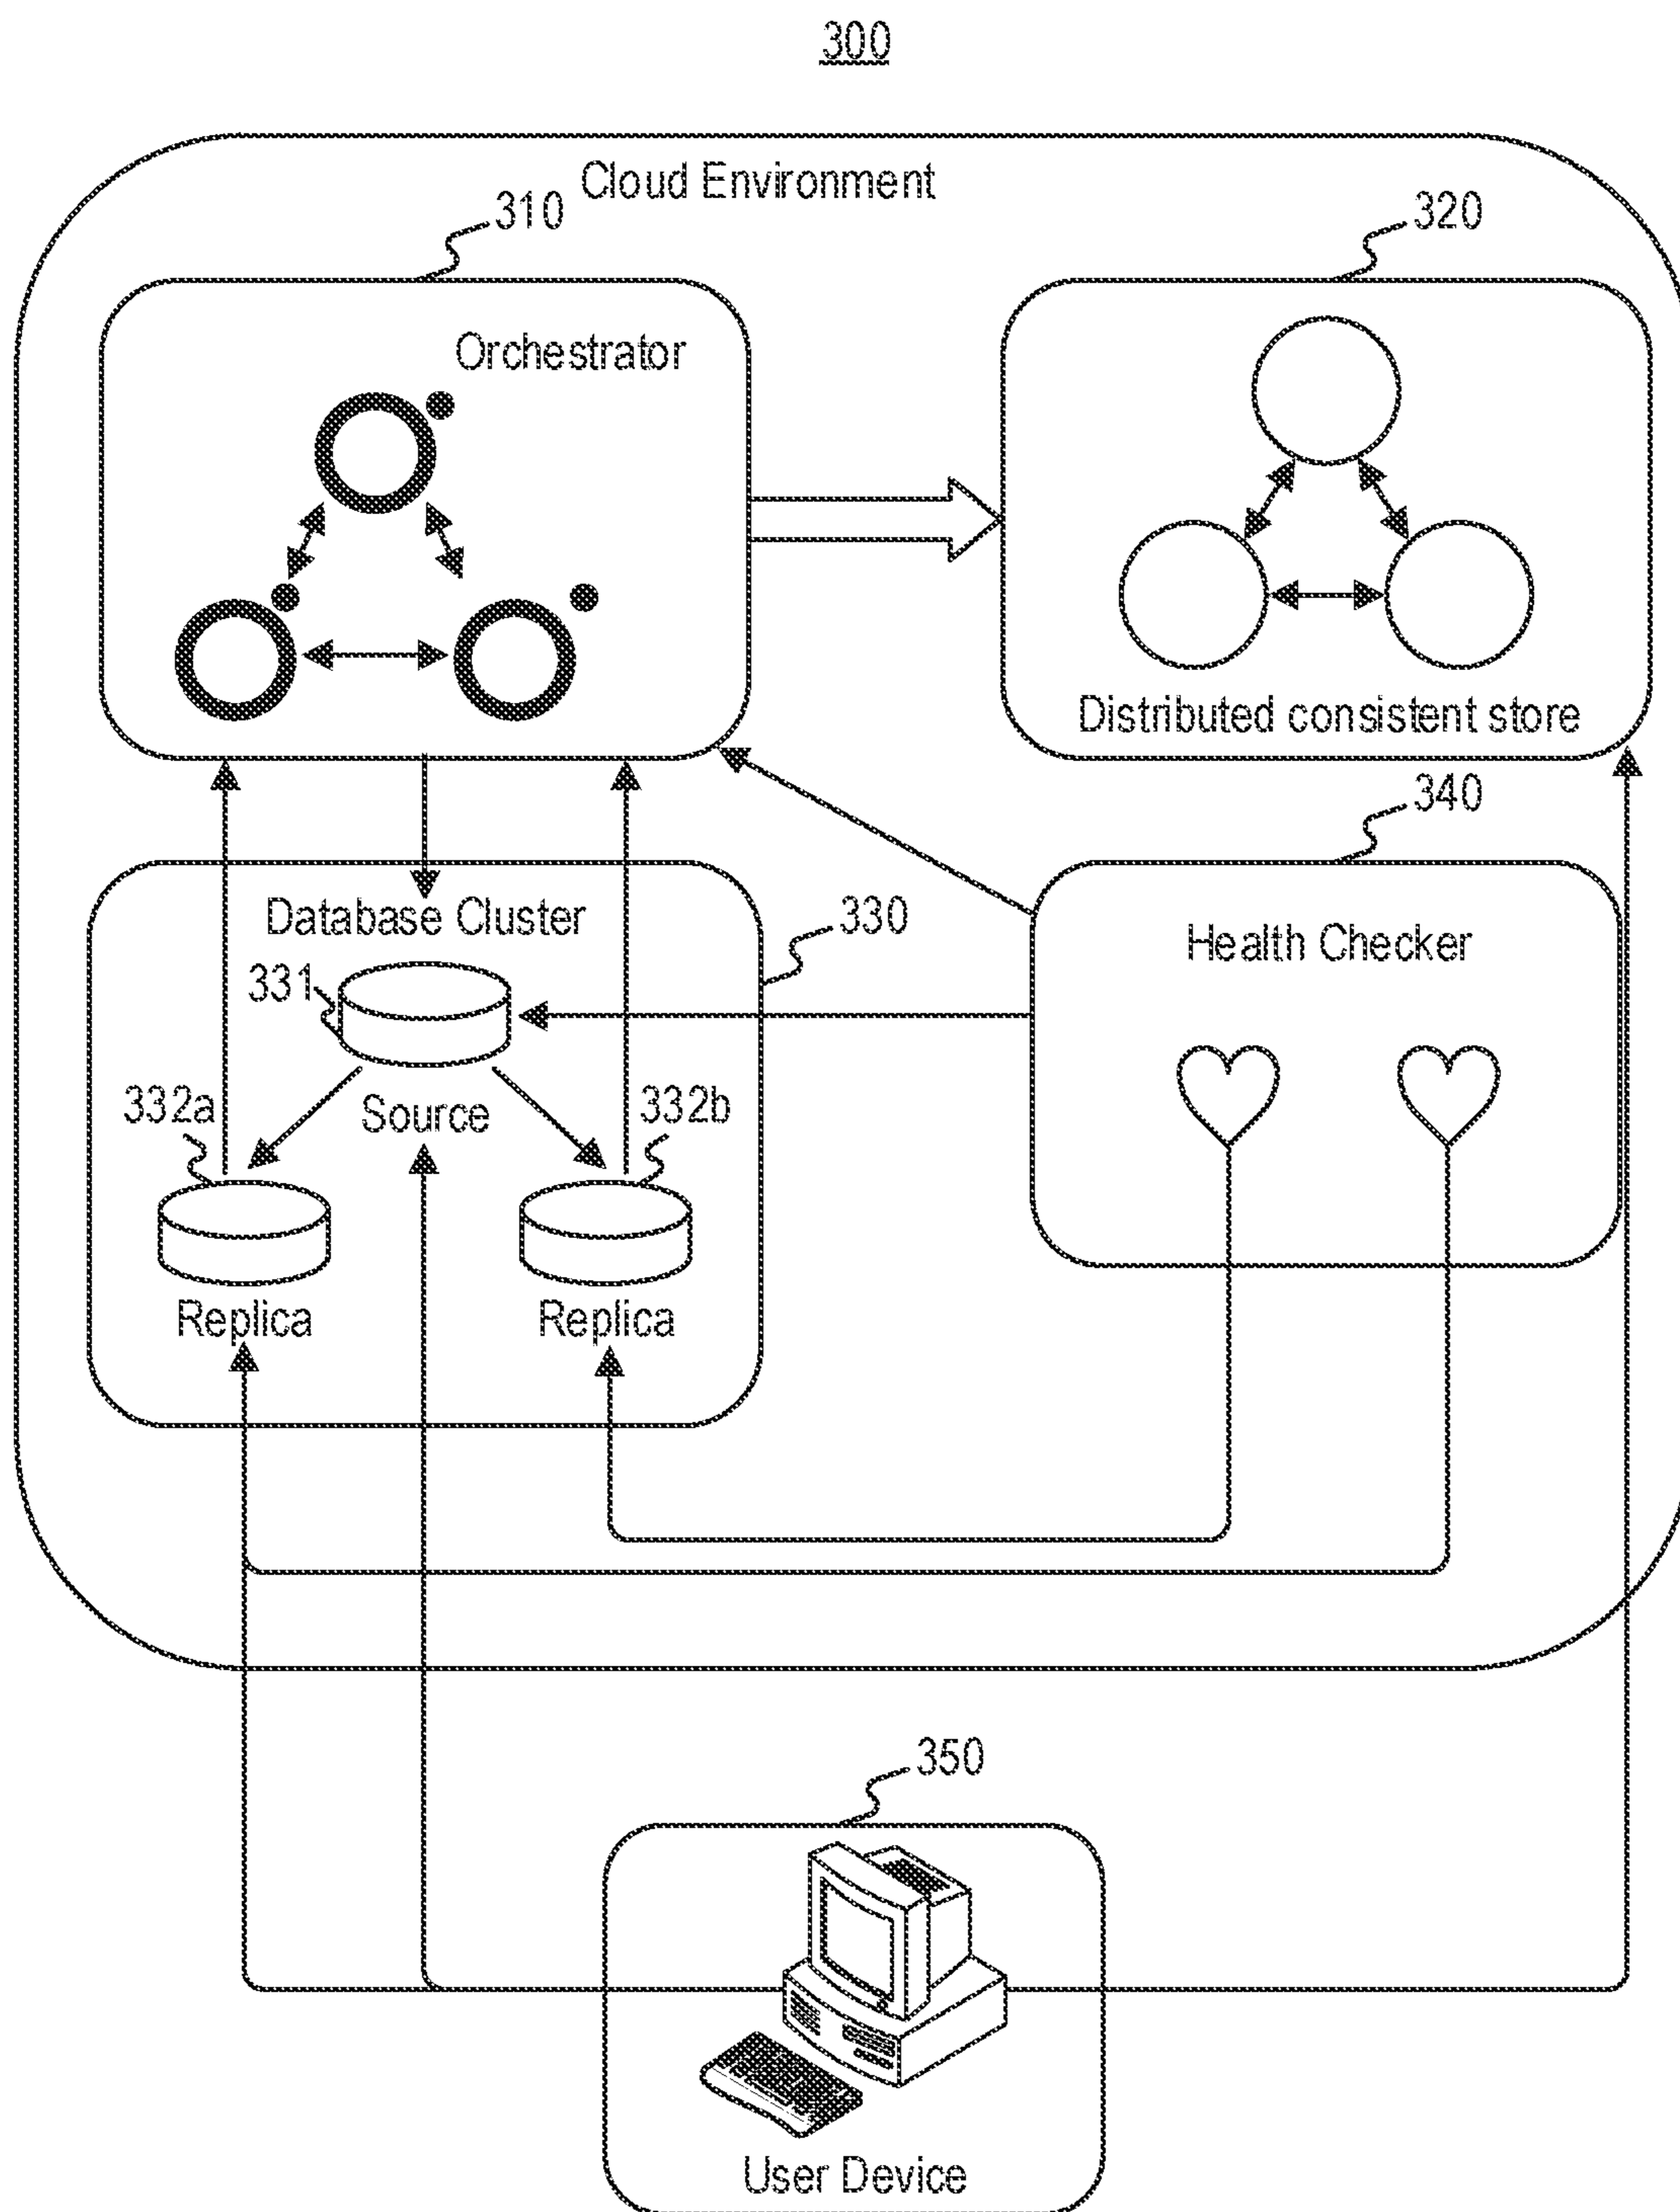 300
Cloud Environment
310
320
Orchestrator
Distributed consistent store
340
Database Cluster
330
Health Checker
331
332a
Source
332b
Replica
Replica
350
User Device